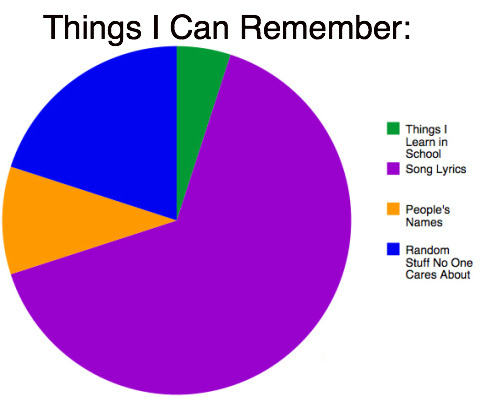 Things I Can Remember:
Things I
Learn in
School
Song Lyrics
People's
Names
Random
Stuff No One
Cares About